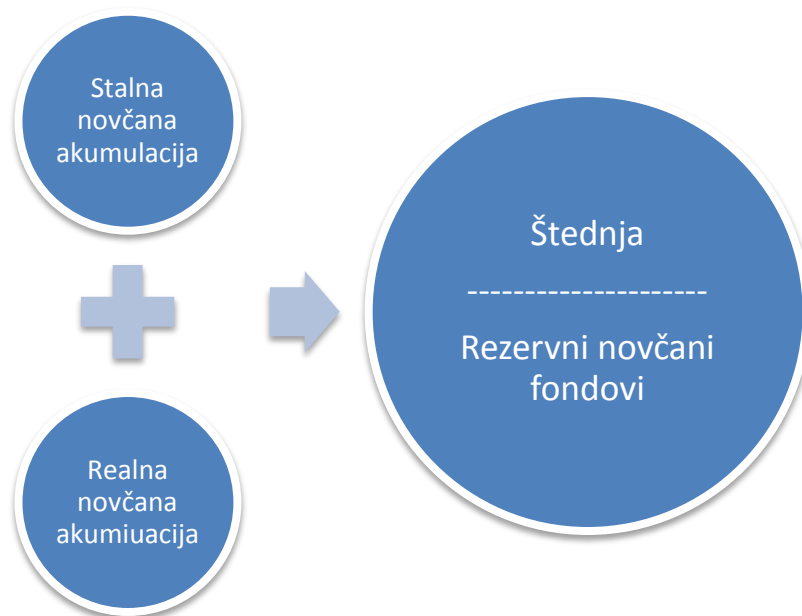 Stalna
novčana
akumulacija
Realna
novčana
akumiuacija
Štednja
---------------------
Rezervni novčani
fondovi